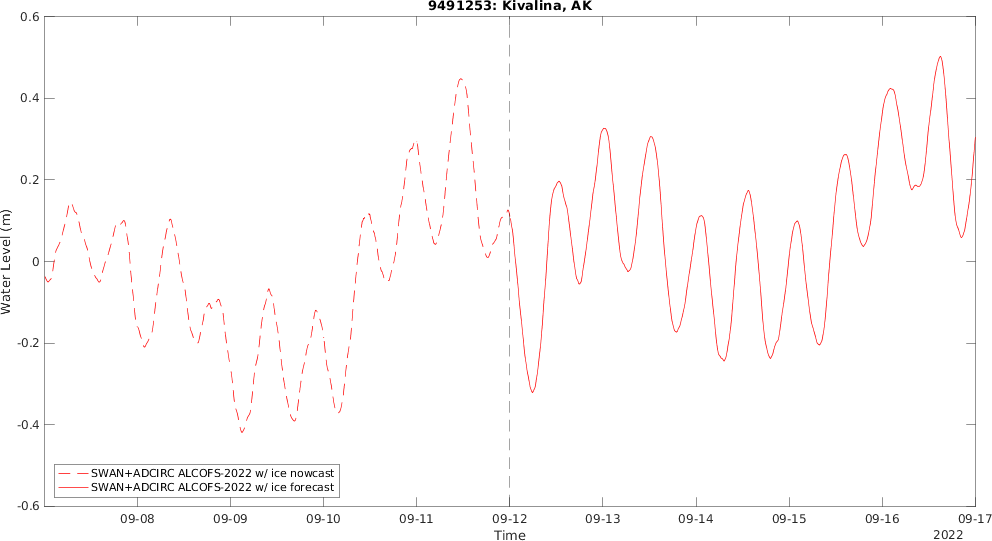 9491253: Kivalina, AK
Water Level (m)
0.6
0.4
0.2
0
-0.2
-0.4
-0.6
SWAN+ADCIRC ALCOFS-2022 w/ ice nowcast
SWAN+ADCIRC ALCOFS-2022 w/ ice forecast
09-08 09-09 09-10 09-11 09-12 09-13 09-14 09-15 09-16 09-17
Time
2022